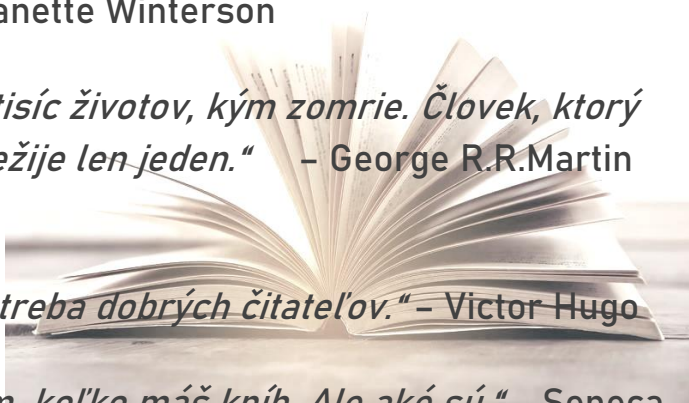 anette Winterson
tisíc životov, kým zomrie. Človek, ktorý
ežije len jeden.“ – George R.R.Martin
treba dobrých čitateľov.“ – Victor Hugo
koľko máš kníh. Ale aké sú.“ – Seneca